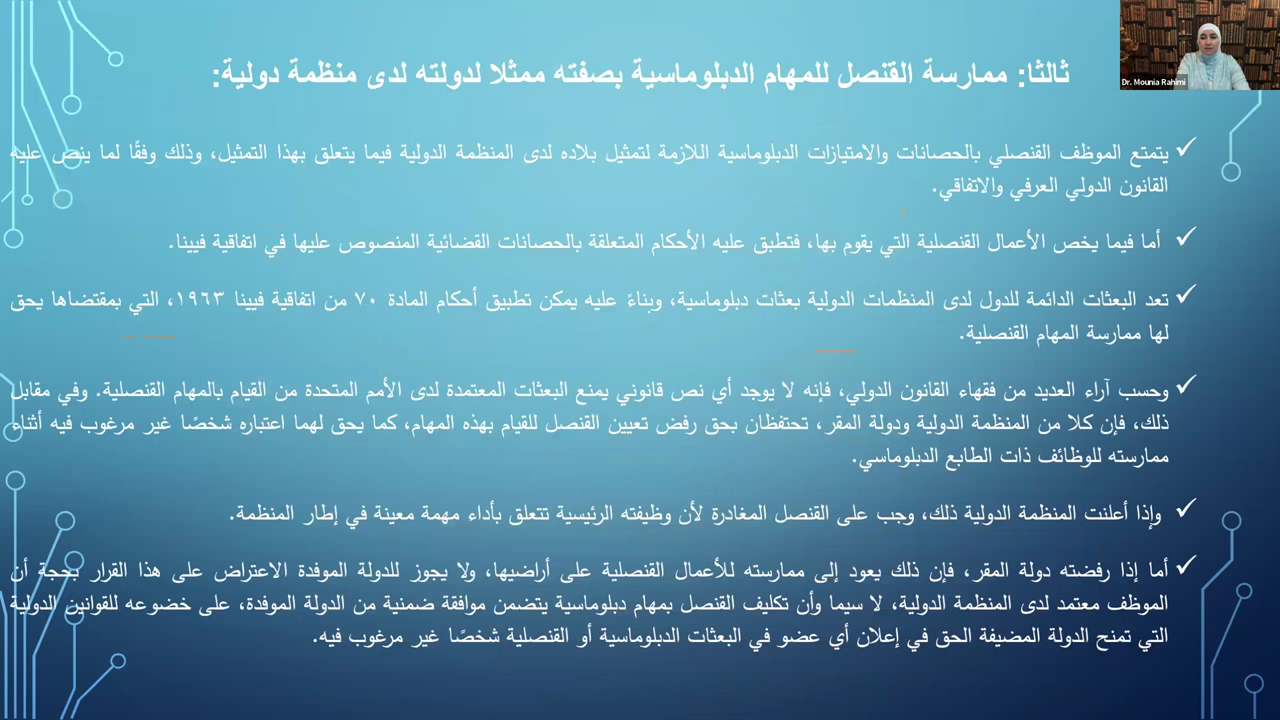 ثالثا: ممارسة القنصل للمهام الدبلوماسية بصفته ممثلا لدولته لدى منظمة دولية:
Dr. Mounia Rahimi
✓ يتمتع الموظف القنصلي بالحصانات والامتيازات الدبلوماسية اللازمة لتمثيل بلاده لدى المنظمة الدولية فيما يتعلق بهذا التمثيل، وذلك وفقًا لما ينص عليه
القانون الدولي العرفي والاتفاقي.
✓ أما فيما يخص الأعمال القنصلية التي يقوم بها، فتطبق عليه الأحكام المتعلقة بالحصانات القضائية المنصوص عليها في اتفاقية فيينا.
✓ تعد البعثات الدائمة للدول لدى المنظمات الدولية بعثات دبلوماسية، وبناءً عليه يمكن تطبيق أحكام المادة ٧٠ من اتفاقية فيينا ١٩٦٣، التي بمقتضاها يحق
لها ممارسة المهام القنصلية.
✓ وحسب آراء العديد من فقهاء القانون الدولي، فإنه لا يوجد أي نص قانوني يمنع البعثات المعتمدة لدى الأمم المتحدة من القيام بالمهام القنصلية. وفي مقابل
ذلك، فإن كلا من المنظمة الدولية ودولة المقر، تحتفظان بحق رفض تعيين القنصل للقيام بهذه المهام، كما يحق لهما اعتباره شخصًا غير مرغوب فيه أثناء
ممارسته للوظائف ذات الطابع الدبلوماسي.
✓ وإذا أعلنت المنظمة الدولية ذلك، وجب على القنصل المغادرة لأن وظيفته الرئيسية تتعلق بأداء مهمة معينة في إطار المنظمة.
✓ أما إذا رفضته دولة المقر، فإن ذلك يعود إلى ممارسته للأعمال القنصلية على أراضيها، ولا يجوز للدولة الموفدة الاعتراض على هذا القرار بحجة أن
الموظف معتمد لدى المنظمة الدولية، لا سيما وأن تكليف القنصل بمهام دبلوماسية يتضمن موافقة ضمنية من الدولة الموفدة، على خضوعه للقوانين الدولية
التي تمنح الدولة المضيفة الحق في إعلان أي عضو في البعثات الدبلوماسية أو القنصلية شخصًا غير مرغوب فيه.